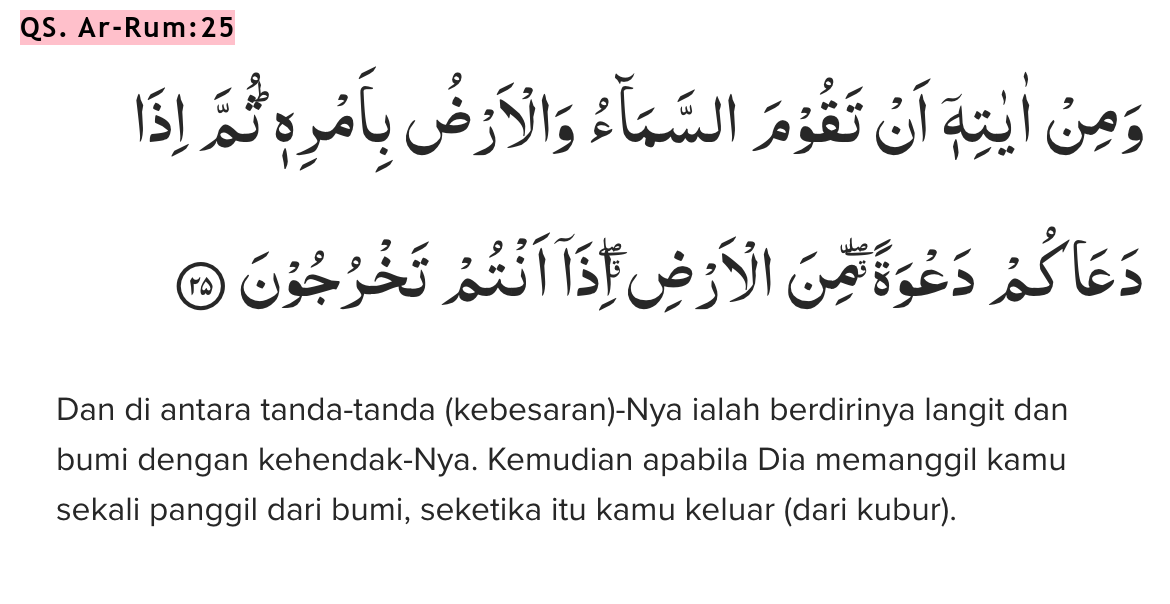 QS. Ar-Rum:25
وَمِنْ اٰيٰتِهٖٓ اَنْ تَقُوْمَ السَّمَاۤءُ وَالْاَرْضُ بِاَمْرِهٖۗ ثُمَّ اِذَا
دَعَاكُمْ دَعْوَةًۖ مِّنَ الْاَرْضِۖ اِذَآ اَنْتُمْ تَخْرُجُوْنَ ٢٥
Dan di antara tanda-tanda (kebesaran)-Nya ialah berdirinya langit dan
bumi dengan kehendak-Nya. Kemudian apabila Dia memanggil kamu
sekali panggil dari bumi, seketika itu kamu keluar (dari kubur).